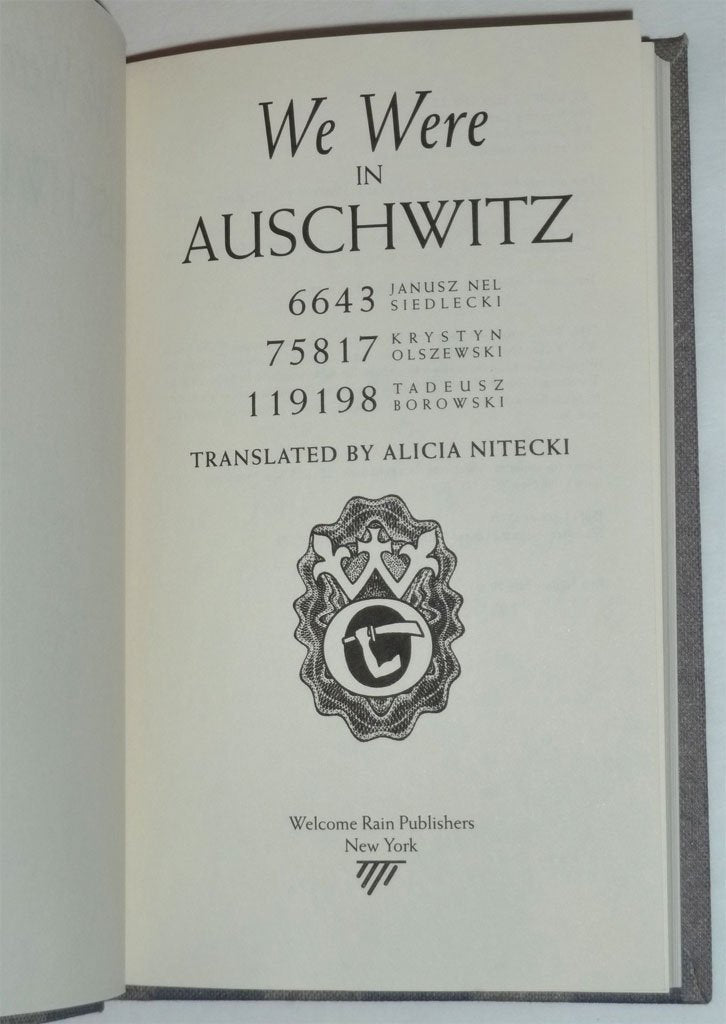 We Were
IN
AUSCHWITZ
6643 JANUSZ NEL
SIEDLECKI
75817 KRYSTYN
OLSZEWSKI
119198 TADEUSZ
BOROWSKI
TRANSLATED BY ALICIA NITECKI
Welcome Rain Publishers
New York